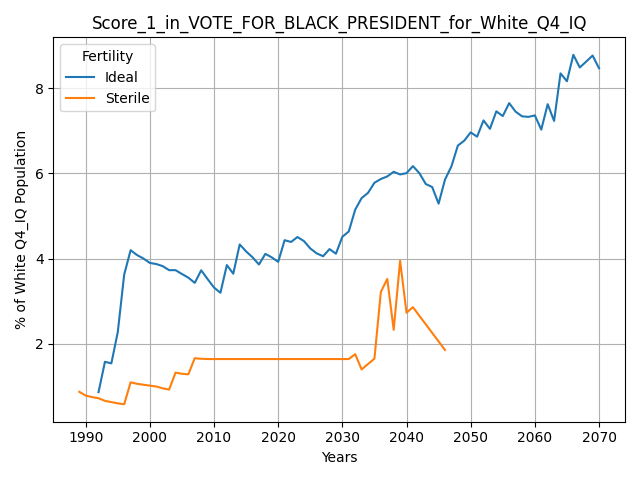 Score_1_in_VOTE_FOR_BLACK_PRESIDENT_for_White_Q4_IQ
Fertility
Ideal
Sterile
% of White Q4_IQ Population
8
6
4
2
1990 2000 2010 2020 2030 2040 2050 2060 2070
Years